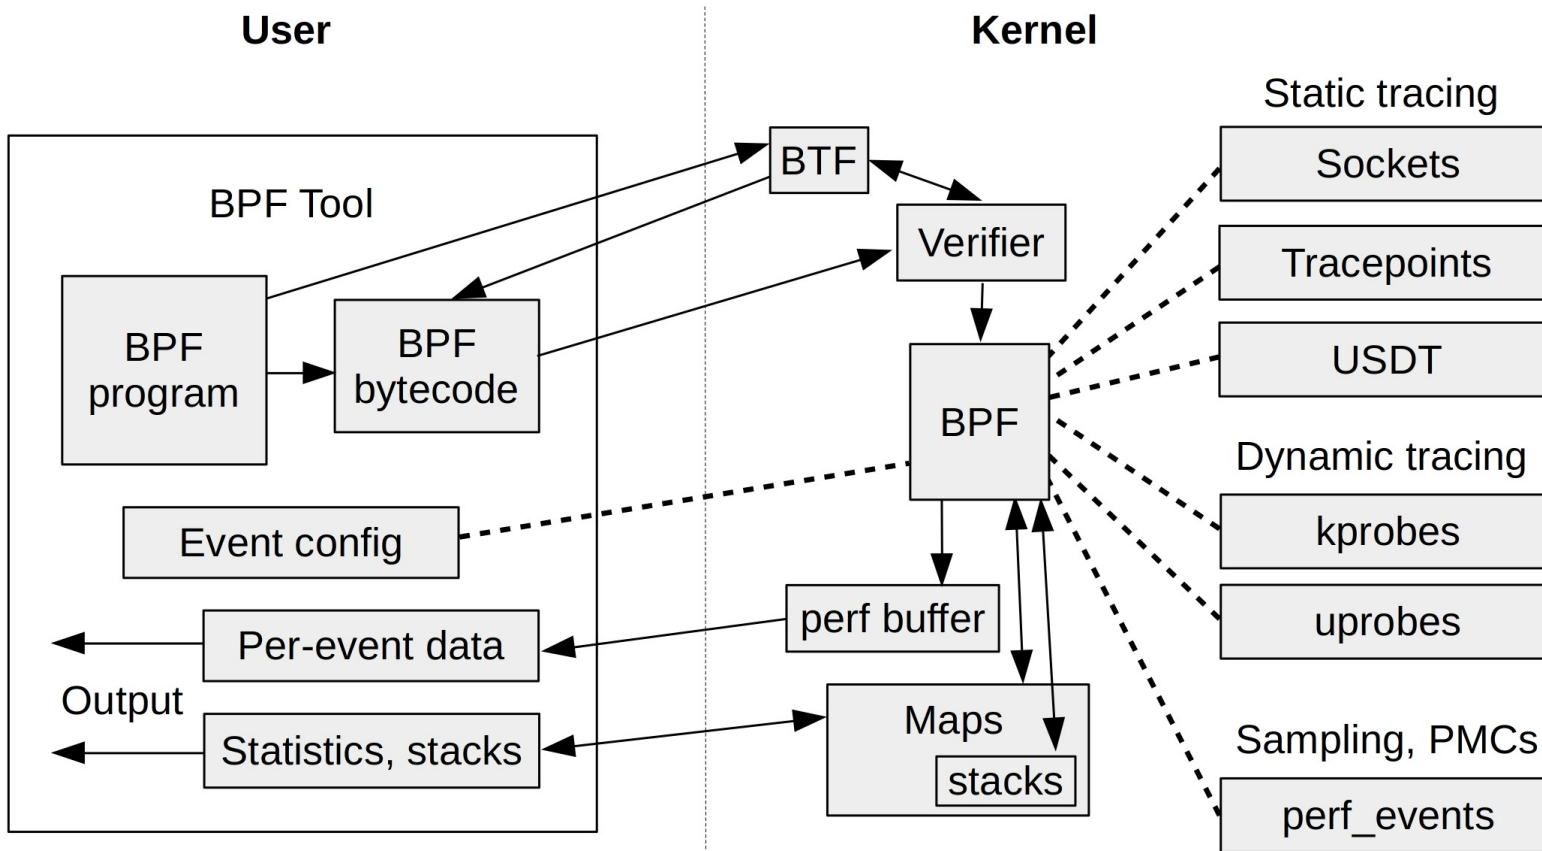 User
Kernel
BPF Tool
BPF
program
BPF
bytecode
Event config
Per-event data
Output
Statistics, stacks
BTF
Verifier
BPF
perf buffer
Maps
stacks
Static tracing
Sockets
Tracepoints
USDT
Dynamic tracing
kprobes
uprobes
Sampling, PMCs
perf_events